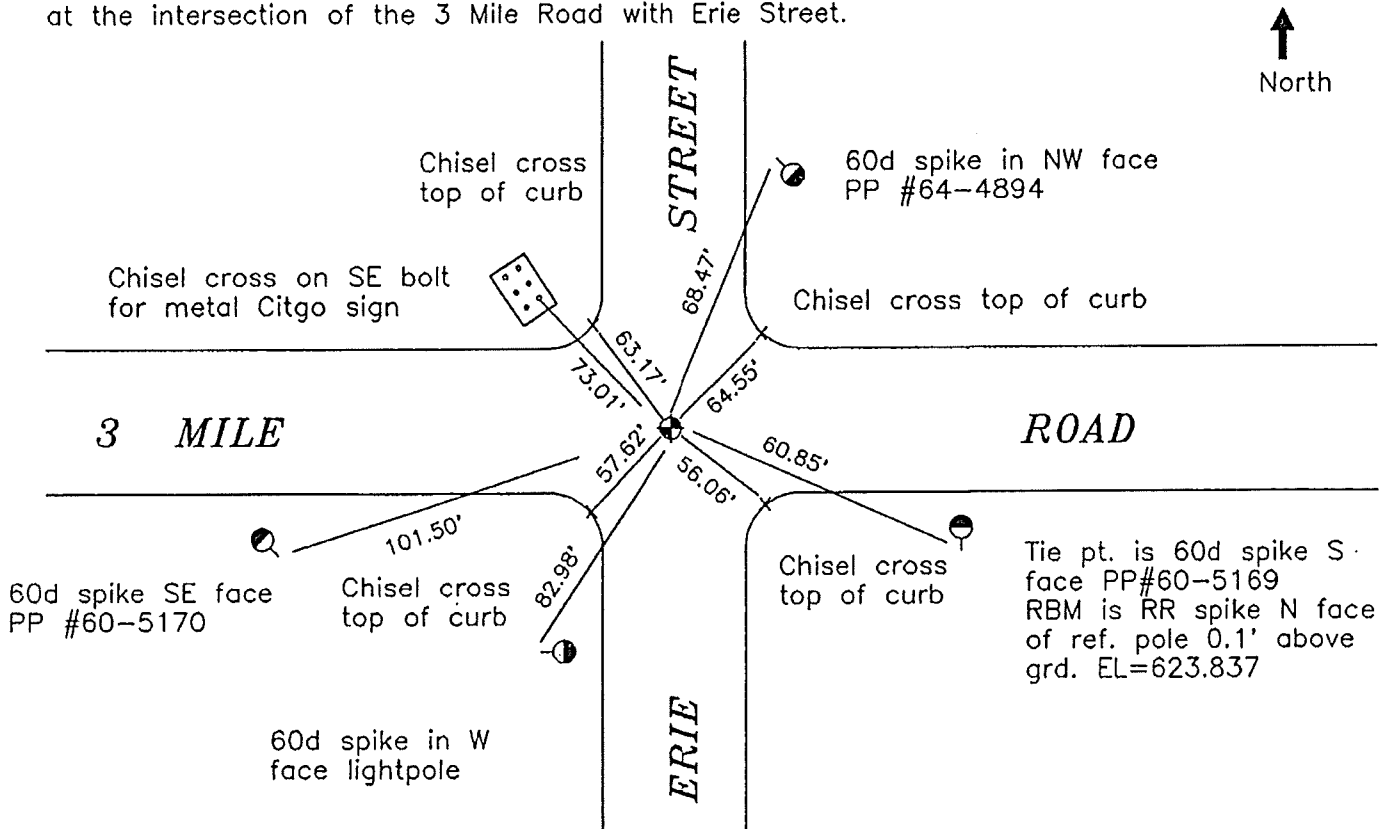 at the intersection of the 3 Mile Road with Erie Street.
North
STREET
Chisel cross
top of curb
60d spike in NW face
PP #64-4894
Chisel cross on SE bolt
for metal Citgo sign
68.47'
Chisel cross top of curb
63.17'
73.01'
64.55'
3 MILE
ROAD
57.62'
60.85'
56.06'
101.50'
82.98'
60d spike SE face
PP #60-5170
Chisel cross
top of curb
Chisel cross
top of curb
Tie pt. is 60d spike S
face PP#60-5169
RBM is RR spike N face
of ref. pole 0.1' above
grd. EL=623.837
60d spike in W
face lightpole
ERIE